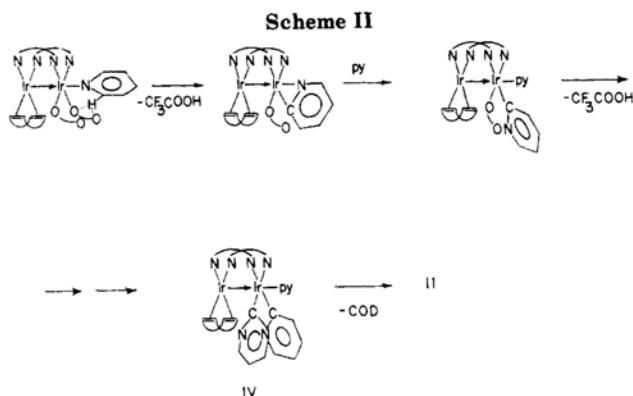 Scheme II
N N N N
Ir Ir N
H
O O O O
-CF3COOH
N N N N
Ir Ir N
C
O O
py
N N N N
Ir Ir-py
O C
O N
-CF3COOH
N N N N
Ir Ir-py
C C
N N
IV
-COD
II